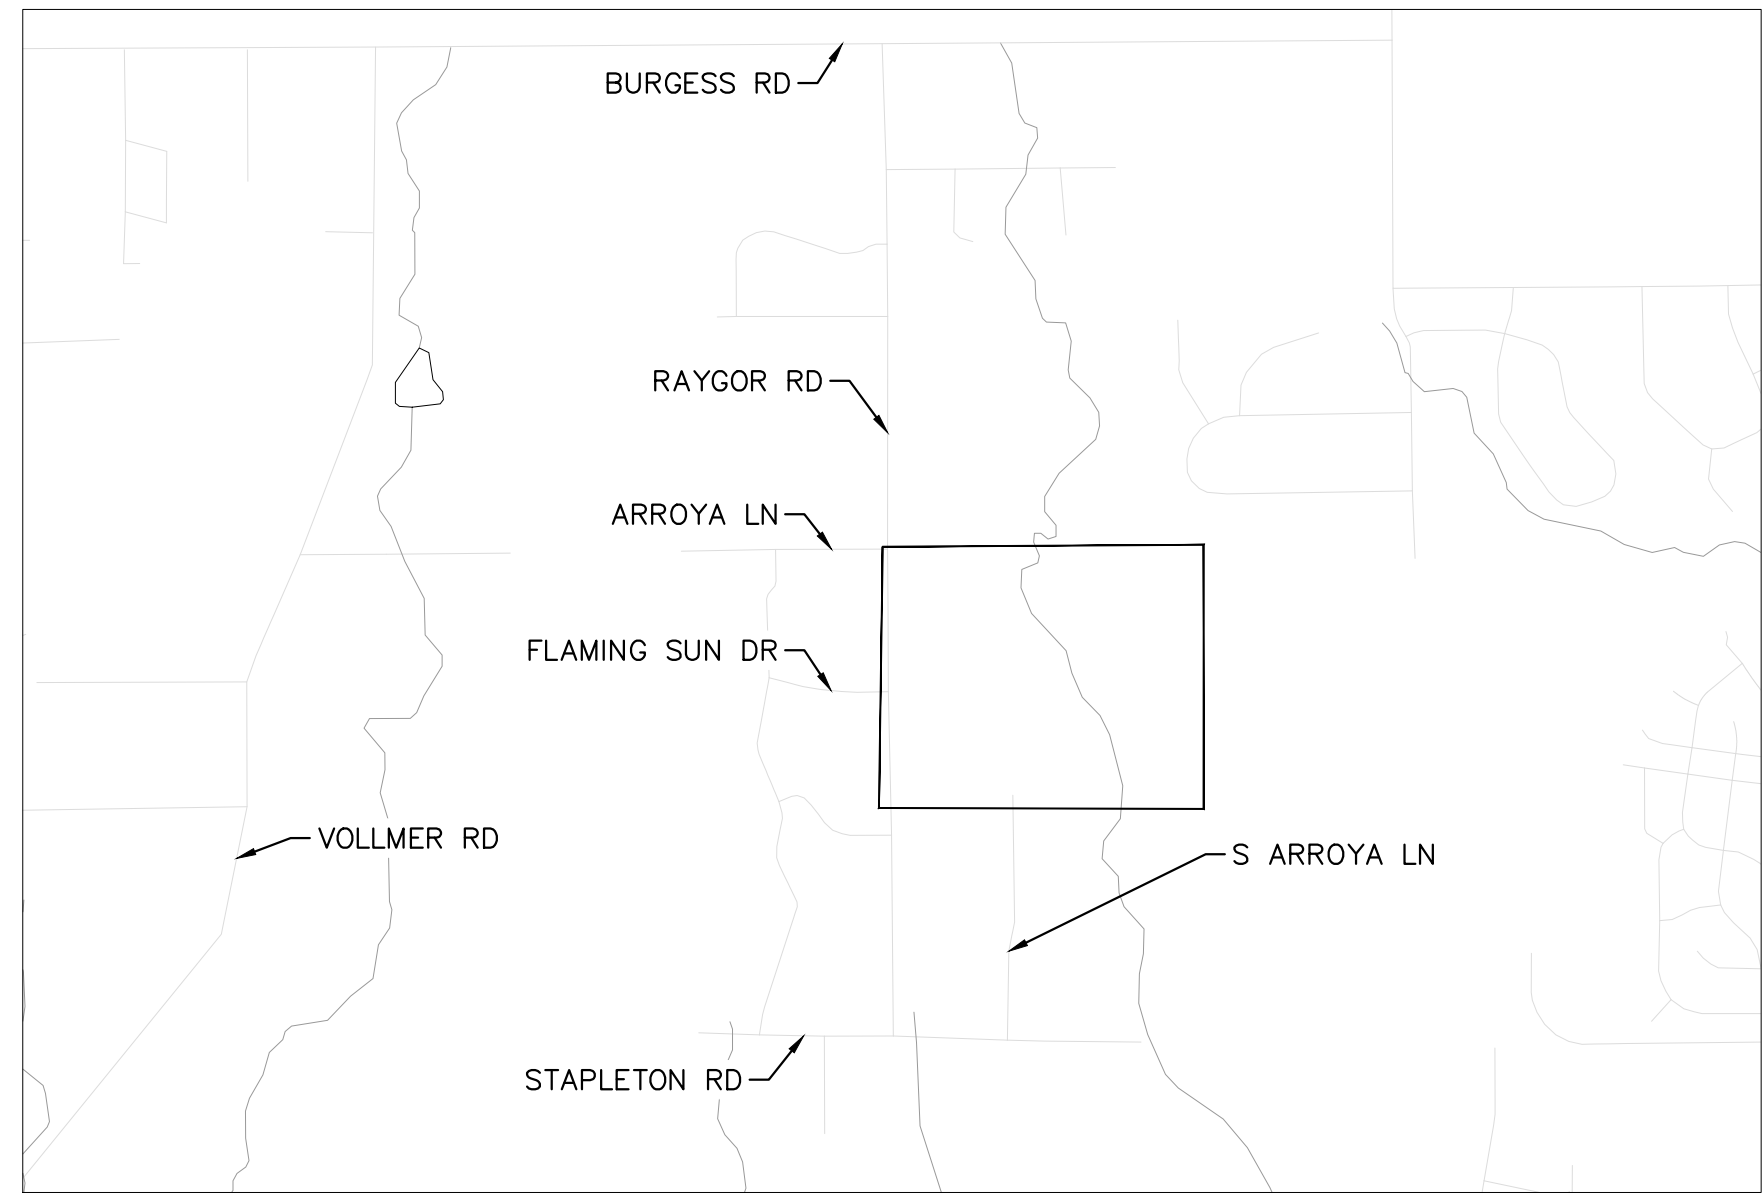 BURGESS RD
RAYGOR RD
ARROYA LN
FLAMING SUN DR
VOLLMER RD
S ARROYA LN
STAPLETON RD